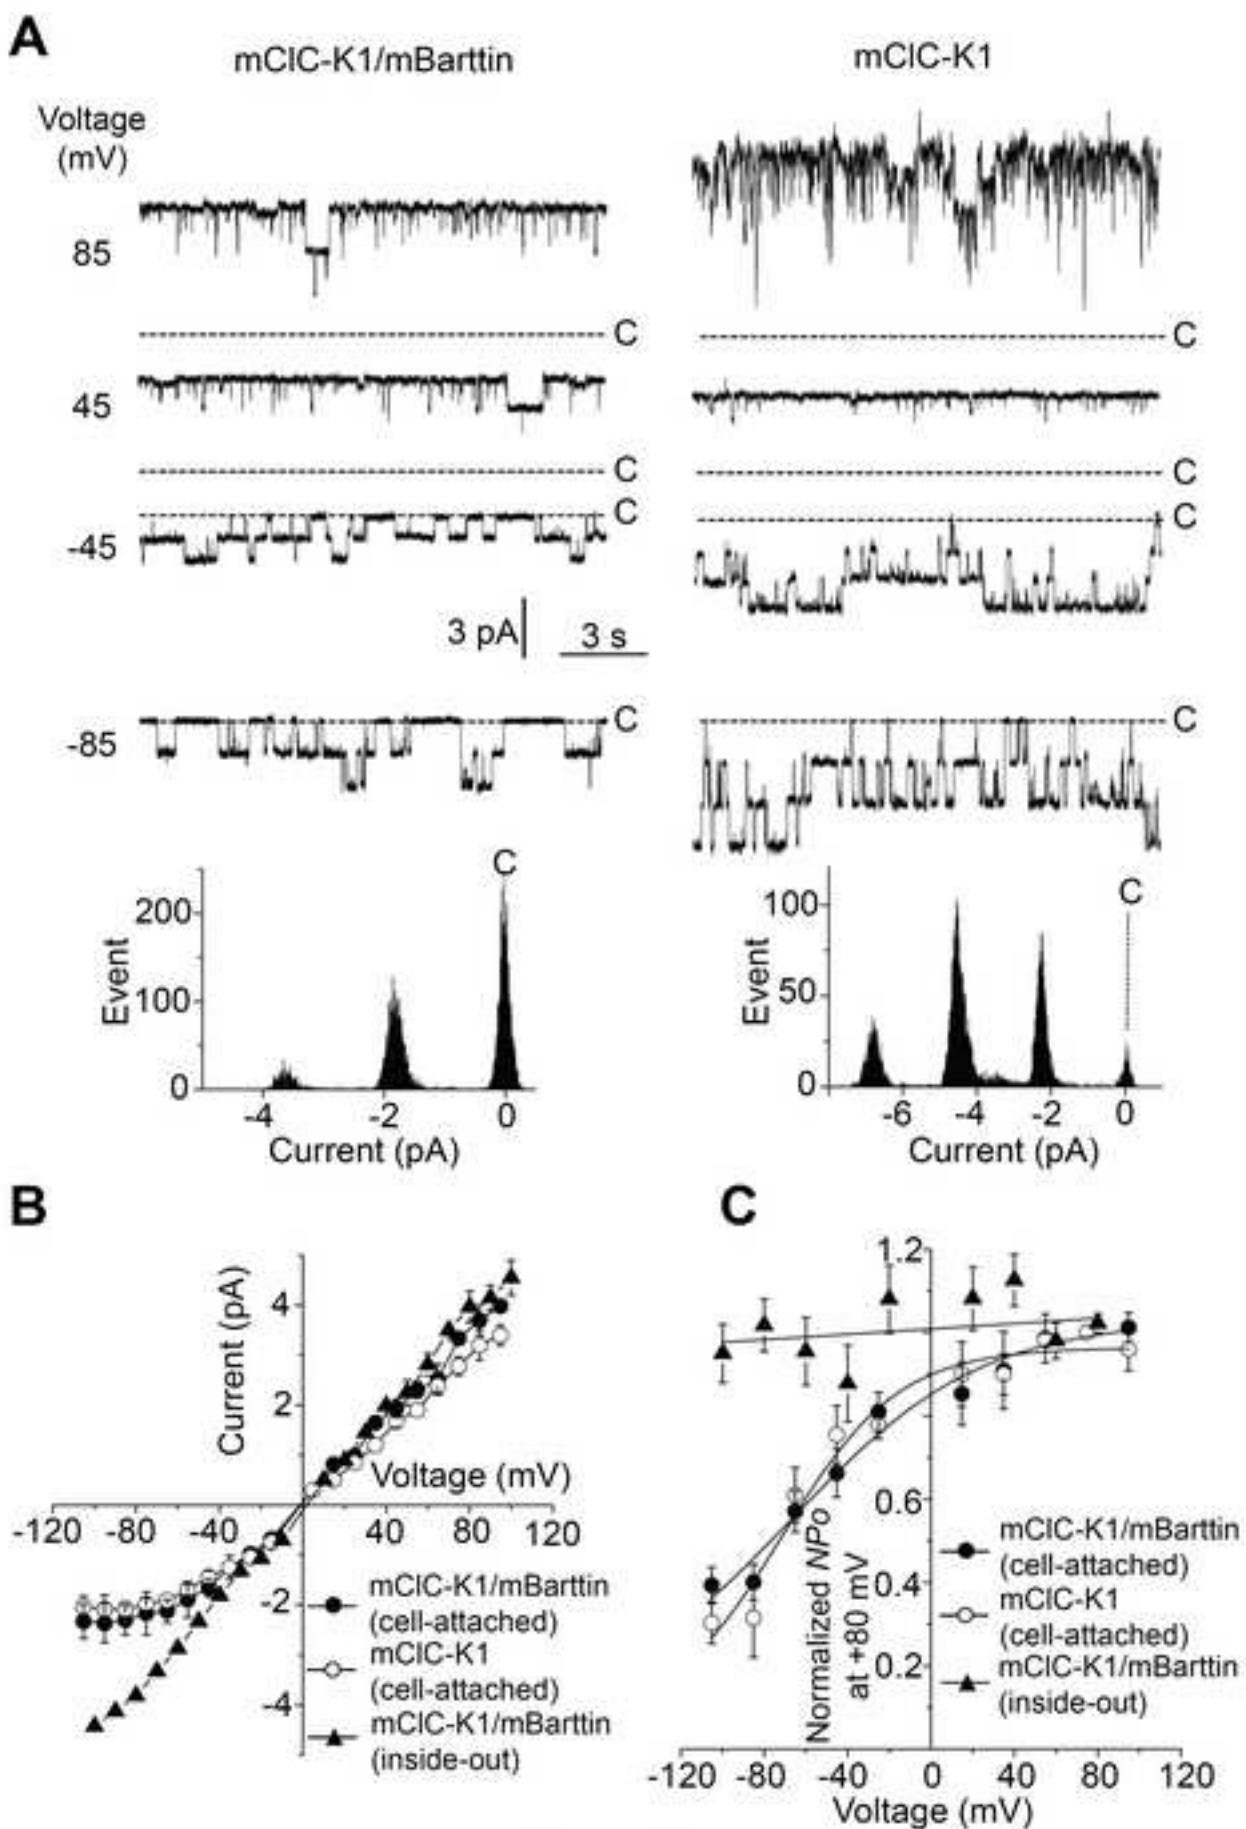 A
mClC-K1/mBarttin
mClC-K1
Voltage
(mV)
85
C
C
45
C
C
C
C
-45
3 pA
3 s
C
C
-85
C
200
100
0
Event
-4
-2
0
Current (pA)
C
100
50
0
Event
-6
-4
-2
0
Current (pA)
B
Current (pA)
4
2
-2
-4
Voltage (mV)
-120
-80
-40
40
80
120
mClC-K1/mBarttin
(cell-attached)
mClC-K1
(cell-attached)
mClC-K1/mBarttin
(inside-out)
C
1.2
0.6
0.4
0.2
Normalized NPo
at +80 mV
mClC-K1/mBarttin
(cell-attached)
mClC-K1
(cell-attached)
mClC-K1/mBarttin
(inside-out)
-120
-80
-40
0
40
80
120
Voltage (mV)